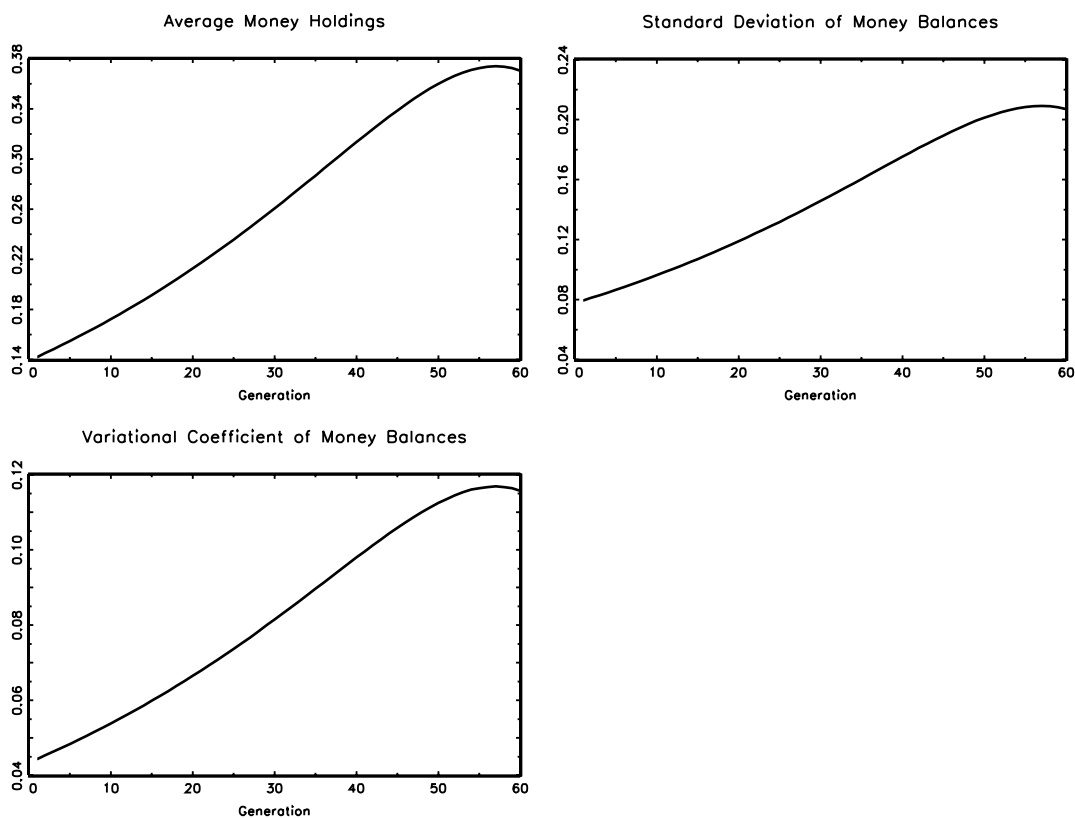 Average Money Holdings
0.38
0.34
0.30
0.26
0.22
0.18
0.14
0 10 20 30 40 50 60
Generation
Standard Deviation of Money Balances
0.24
0.20
0.16
0.12
0.08
0.04
0 10 20 30 40 50 60
Generation
Variational Coefficient of Money Balances
0.12
0.10
0.08
0.06
0.04
0 10 20 30 40 50 60
Generation